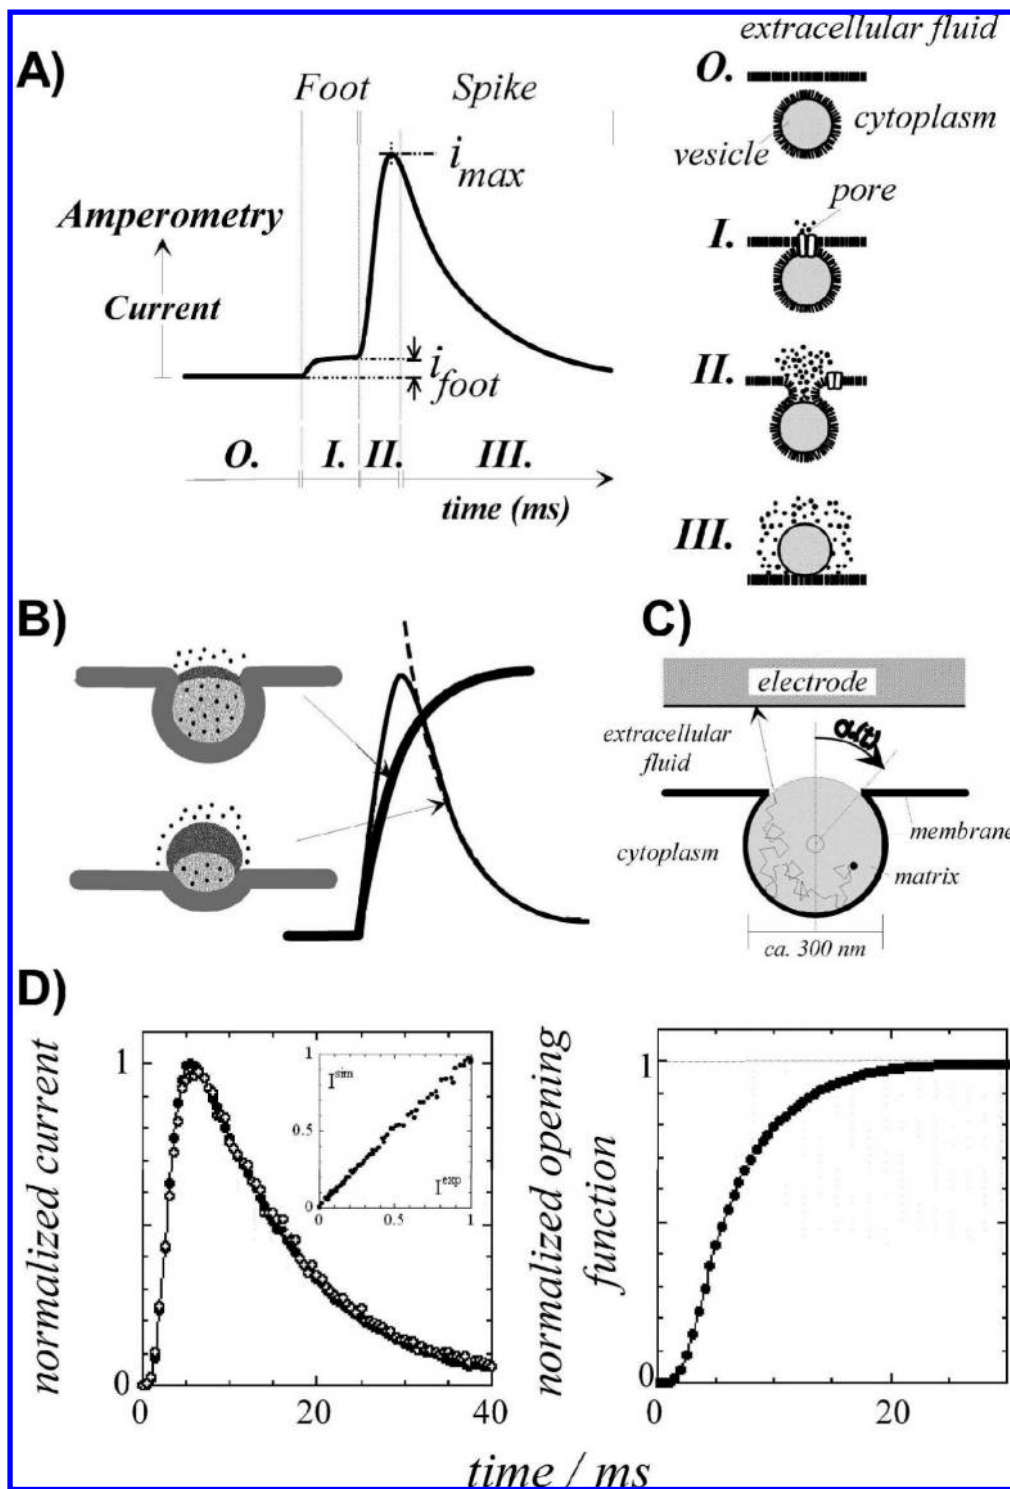 A)
Foot
Spike
i max
Amperometry
Current
i foot
O.
I.
II.
III.
time (ms)
extracellular fluid
O.
cytoplasm
vesicle
pore
I.
II.
III.
B)
C)
electrode
α(t)
extracellular
fluid
membrane
cytoplasm
matrix
ca. 300 nm
D)
normalized current
1
0
0
20
40
1
I^sim
0.5
I^exp
0
0
0.5
1
normalized opening
function
1
0
0
20
time / ms